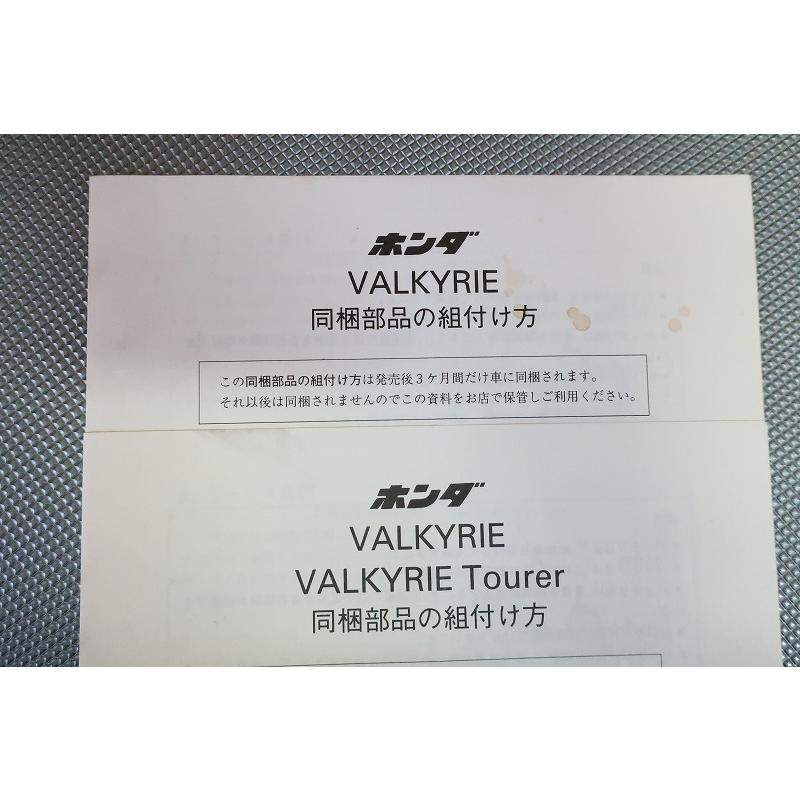 ホンダ
VALKYRIE
同梱部品の組付け方
この同梱部品の組付け方は発売後3ケ月間だけ車に同梱されます。
それ以後は同梱されませんのでこの資料をお店で保管しご利用ください。
ホンダ
VALKYRIE
VALKYRIE Tourer
同梱部品の組付け方